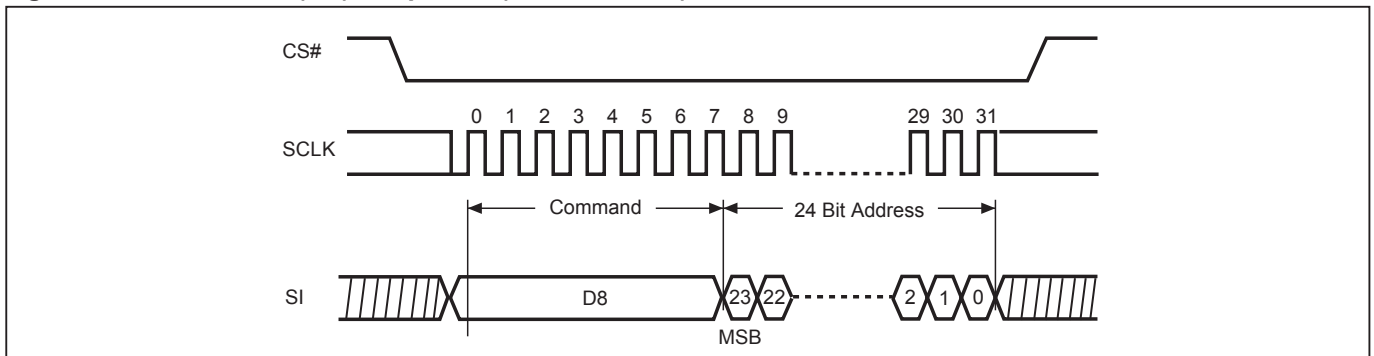 CS#
0 1 2 3 4 5 6 7 8 9 29 30 31
SCLK
Command 24 Bit Address
SI D8 23 22 2 1 0
MSB